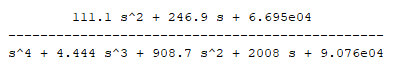 111.1 s^2 + 246.9 s + 6.695e04
-----------------------------------------------
s^4 + 4.444 s^3 + 908.7 s^2 + 2008 s + 9.076e04